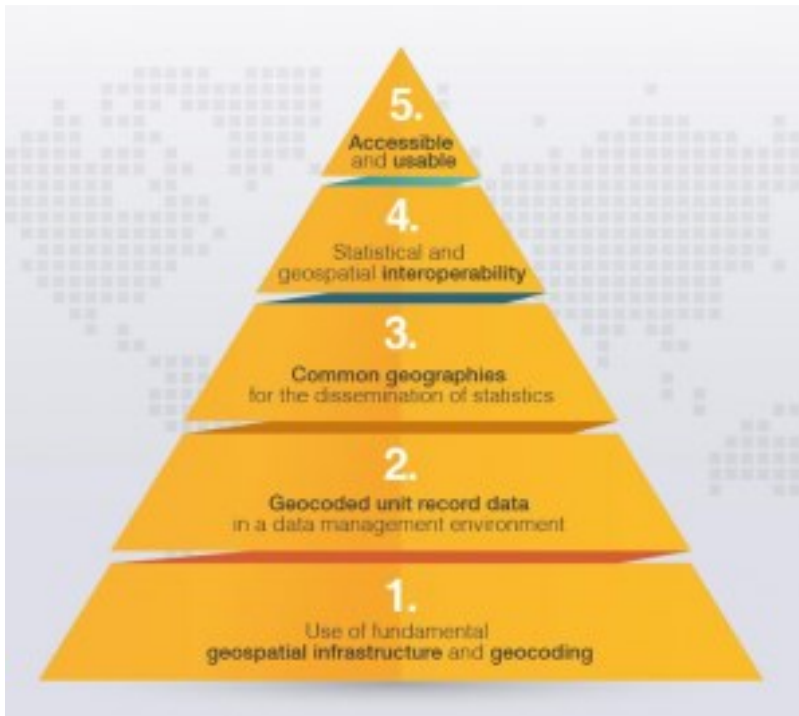 5.
Accessible
and usable
4.
Statistical and
geospatial interoperability
3.
Common geographies
for the dissemination of statistics
2.
Geocoded unit record data
in a data management environment
1.
Use of fundamental
geospatial infrastructure and geocoding